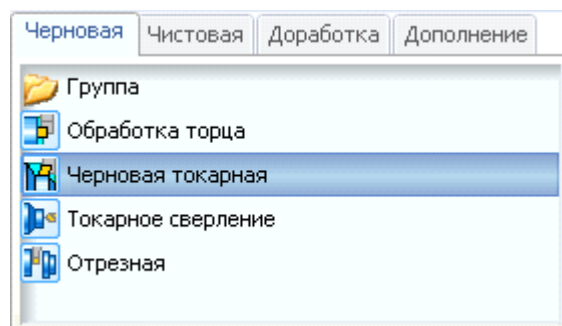 Черновая Чистовая Доработка Дополнение
Группа
Обработка торца
Черновая токарная
Токарное сверление
Отрезная